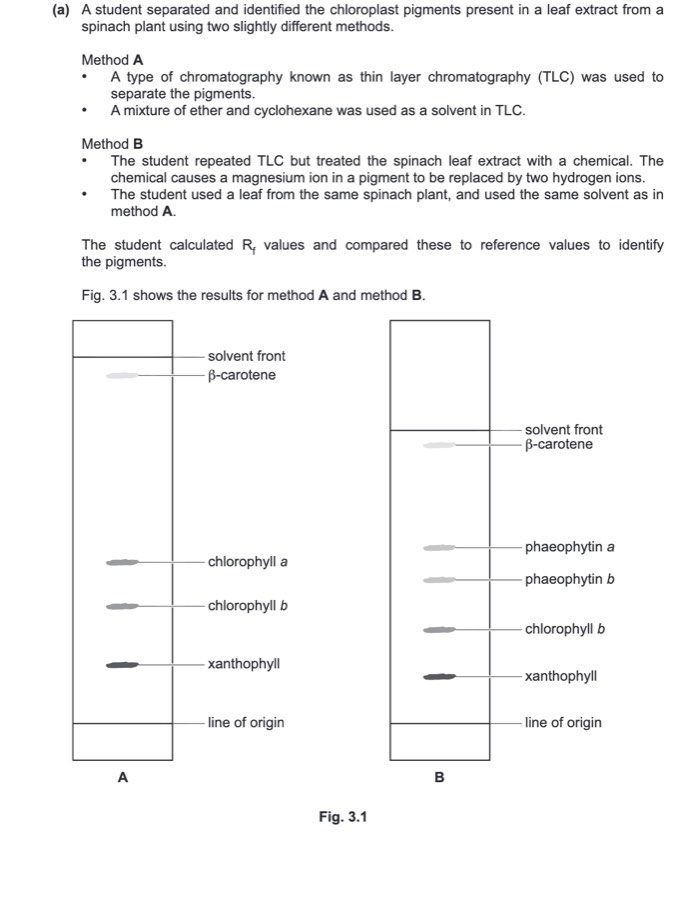 (a) A student separated and identified the chloroplast pigments present in a leaf extract from a
spinach plant using two slightly different methods.
Method A
• A type of chromatography known as thin layer chromatography (TLC) was used to
separate the pigments.
• A mixture of ether and cyclohexane was used as a solvent in TLC.
Method B
• The student repeated TLC but treated the spinach leaf extract with a chemical. The
chemical causes a magnesium ion in a pigment to be replaced by two hydrogen ions.
• The student used a leaf from the same spinach plant, and used the same solvent as in
method A.
The student calculated Rf values and compared these to reference values to identify
the pigments.
Fig. 3.1 shows the results for method A and method B.
solvent front
β-carotene
chlorophyll a
chlorophyll b
xanthophyll
line of origin
A
solvent front
β-carotene
phaeophytin a
phaeophytin b
chlorophyll b
xanthophyll
line of origin
B
Fig. 3.1